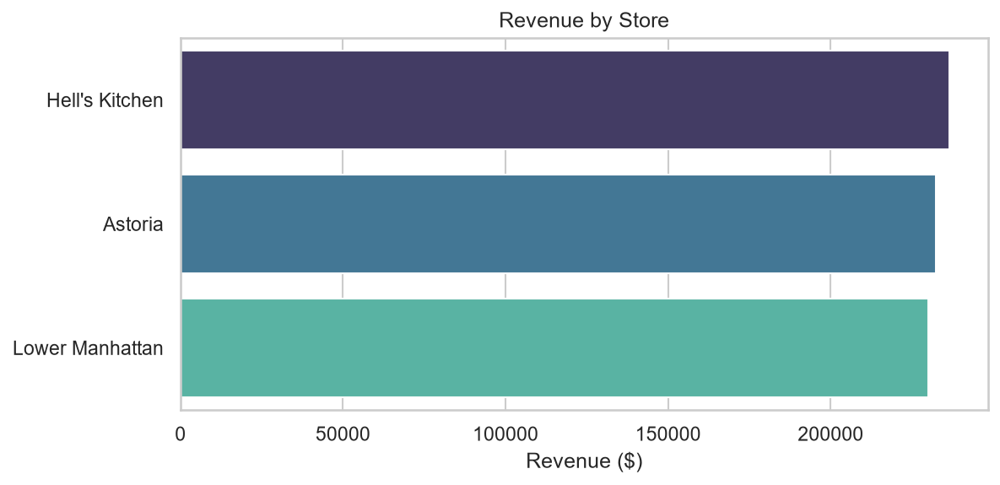 Revenue by Store
Hell's Kitchen
Astoria
Lower Manhattan
0 50000 100000 150000 200000
Revenue ($)